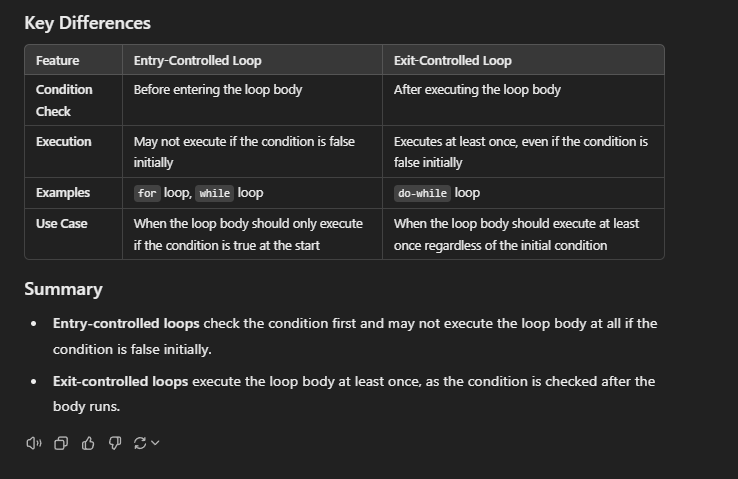 Key Differences
Feature Entry-Controlled Loop Exit-Controlled Loop
Condition Check Before entering the loop body After executing the loop body
Execution May not execute if the condition is false initially Executes at least once, even if the condition is false initially
Examples for loop, while loop do-while loop
Use Case When the loop body should only execute if the condition is true at the start When the loop body should execute at least once regardless of the initial condition
Summary
• Entry-controlled loops check the condition first and may not execute the loop body at all if the
condition is false initially.
• Exit-controlled loops execute the loop body at least once, as the condition is checked after the
body runs.